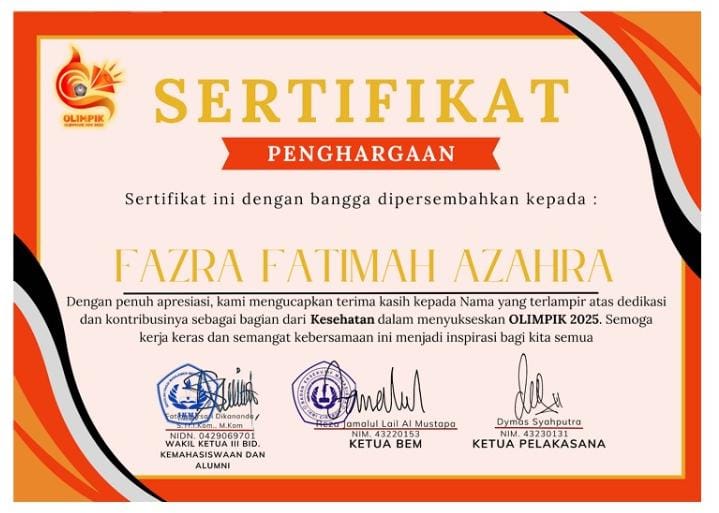 OLIMPIK
SERTIFIKAT
PENGHARGAAN
Sertifikat ini dengan bangga dipersembahkan kepada :
FAZRA FATIMAH AZAHRA
Dengan penuh apresiasi, kami mengucapkan terima kasih kepada Nama yang terlampir atas dedikasi
dan kontribusinya sebagai bagian dari Kesehatan dalam menyukseskan OLIMPIK 2025. Semoga
kerja keras dan semangat kebersamaan ini menjadi inspirasi bagi kita semua
Dikananda
Kom., M.Kom
NIDN. 0429069701
WAKIL KETUA III BID.
KEMAHASISWAAN DAN
ALUMNI
Reza Jamalul Lail Al Mustapa
NIM. 43220153
KETUA BEM
Dymas Syahputra
NIM. 43230131
KETUA PELAKASANA